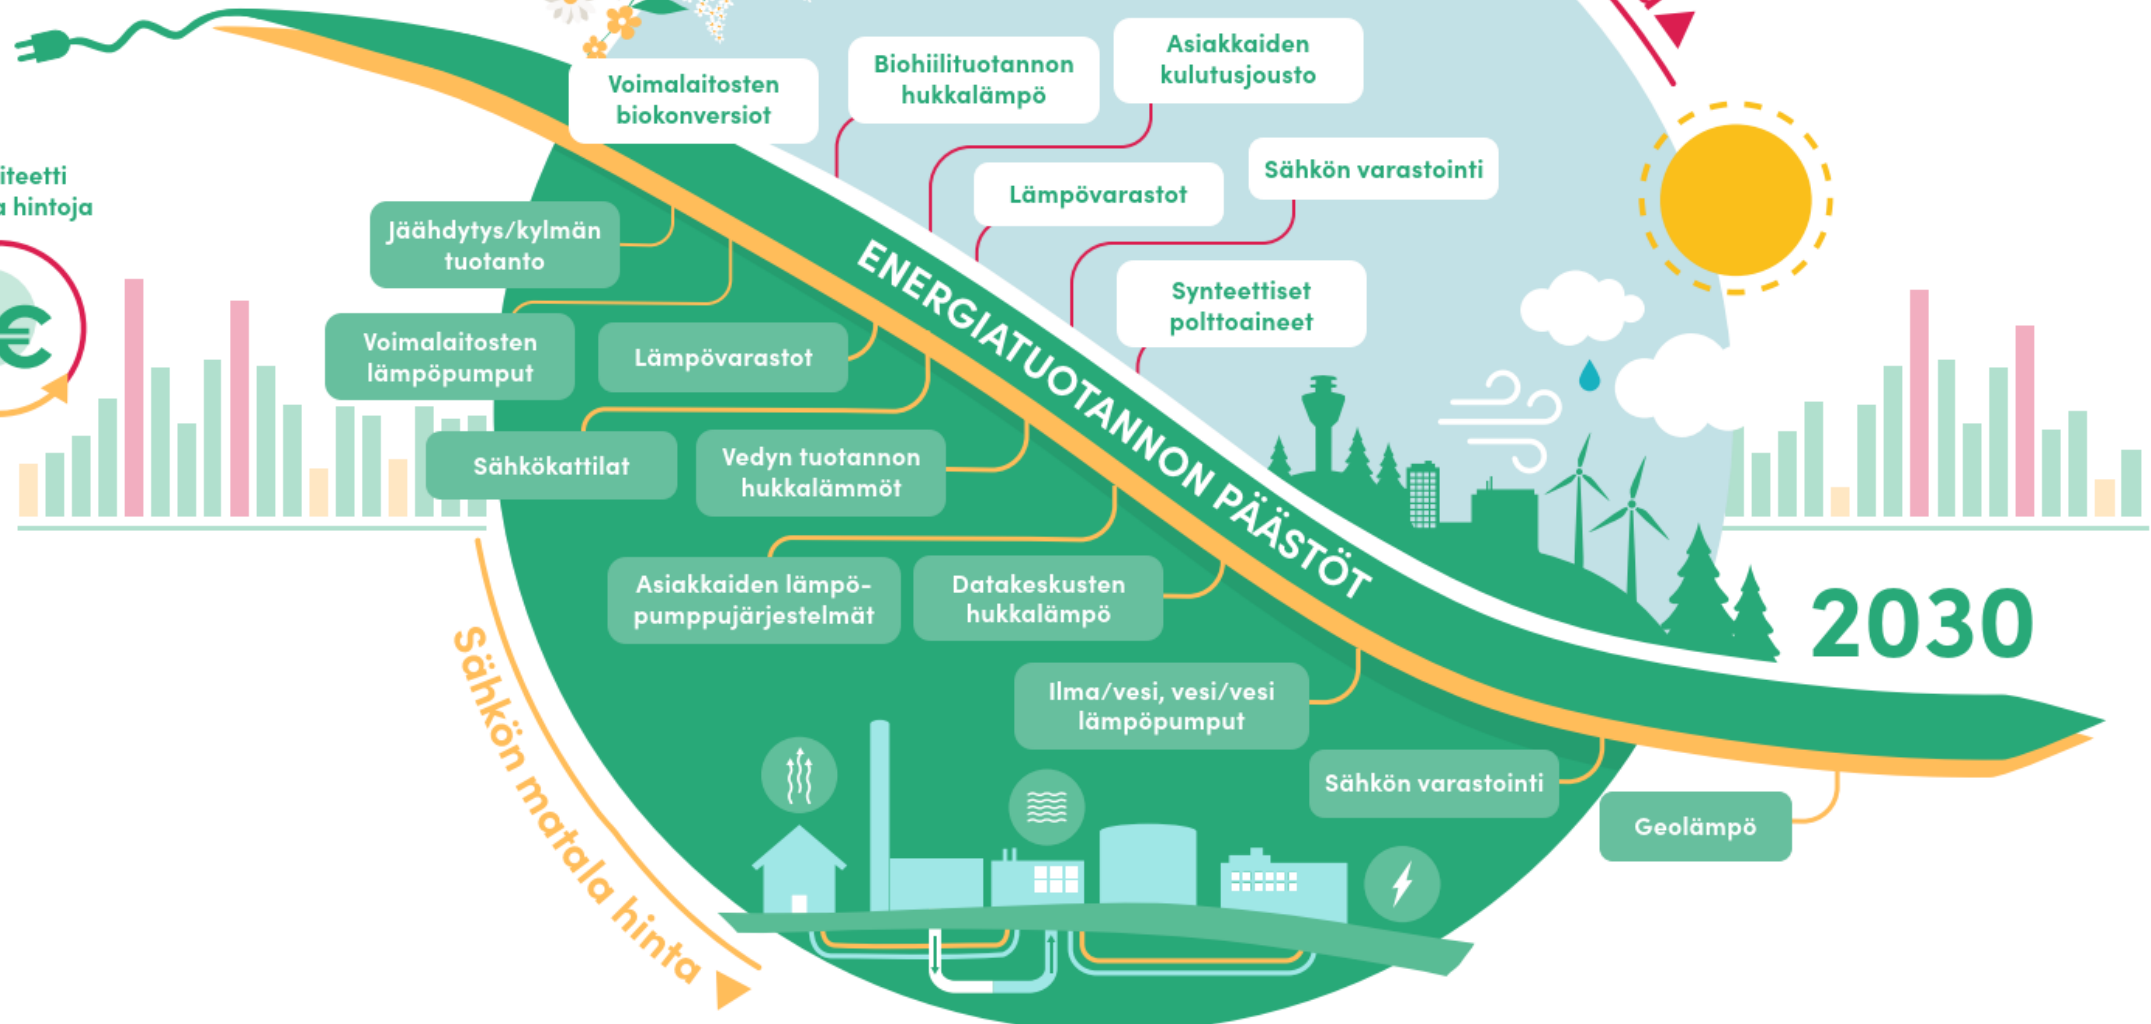 Voimalaitosten
biokonversiot
Biohiilituotannon
hukkalämpö
Asiakkaiden
kulutusjousto
Lämpövarastot
Sähkön varastointi
Synteettiset
polttoaineet
iteetti
hintoja
€
ENERGIATUOTANNON PÄÄSTÖT
Jäähdytys/kylmän
tuotanto
Voimalaitosten
lämpöpumput
Lämpövarastot
Sähkökattilat
Vedyn tuotannon
hukkalämmöt
Asiakkaiden lämpö-
pumppujärjestelmät
Datakeskusten
hukkalämpö
Ilma/vesi, vesi/vesi
lämpöpumput
Sähkön varastointi
Geolämpö
2030
Sähkön matala hinta